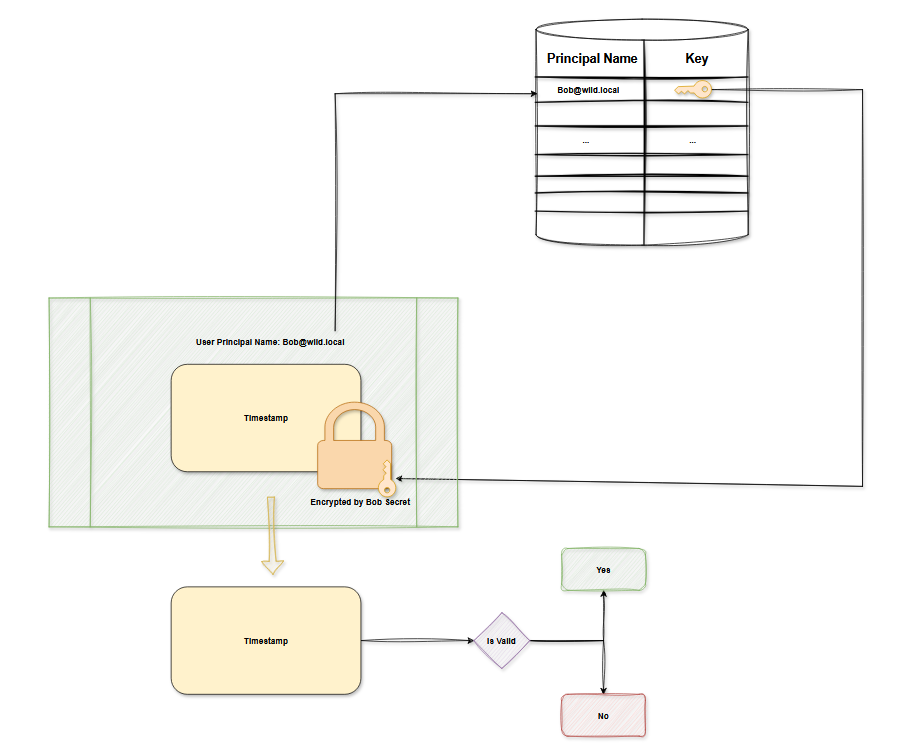 Principal Name Key
Bob@wild.local
... ...
User Principal Name: Bob@wild.local
Timestamp
Encrypted by Bob Secret
Timestamp
Is Valid
Yes
No